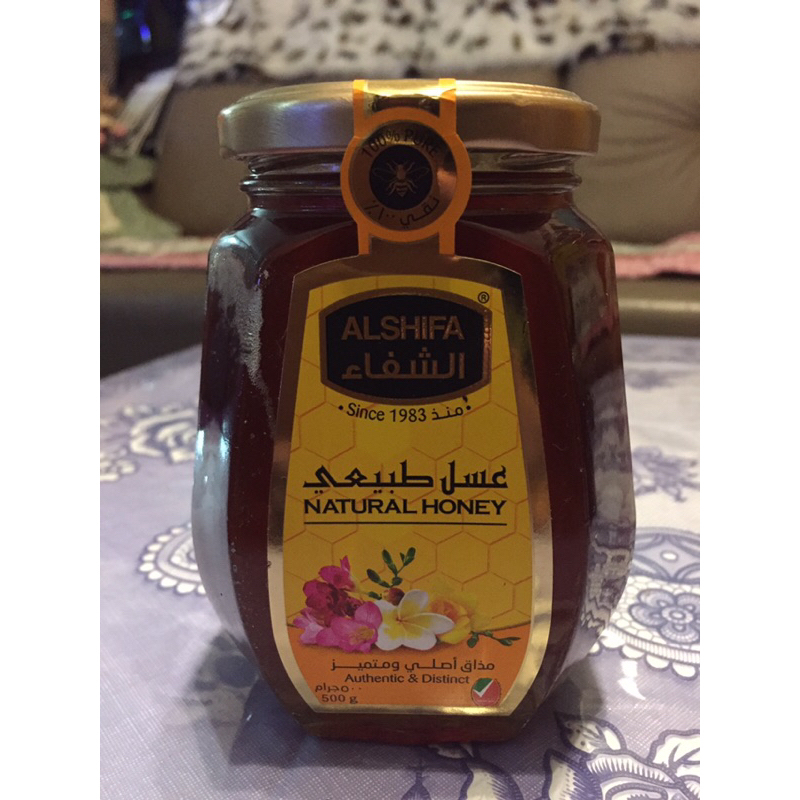 100% PURE
نقي ١٠٠٪
ALSHIFA®
الشفاء
Since 1983 منذ
عسل طبيعي
NATURAL HONEY
مذاق أصلي ومتميز
Authentic & Distinct
٥٠٠ جرام
500 g